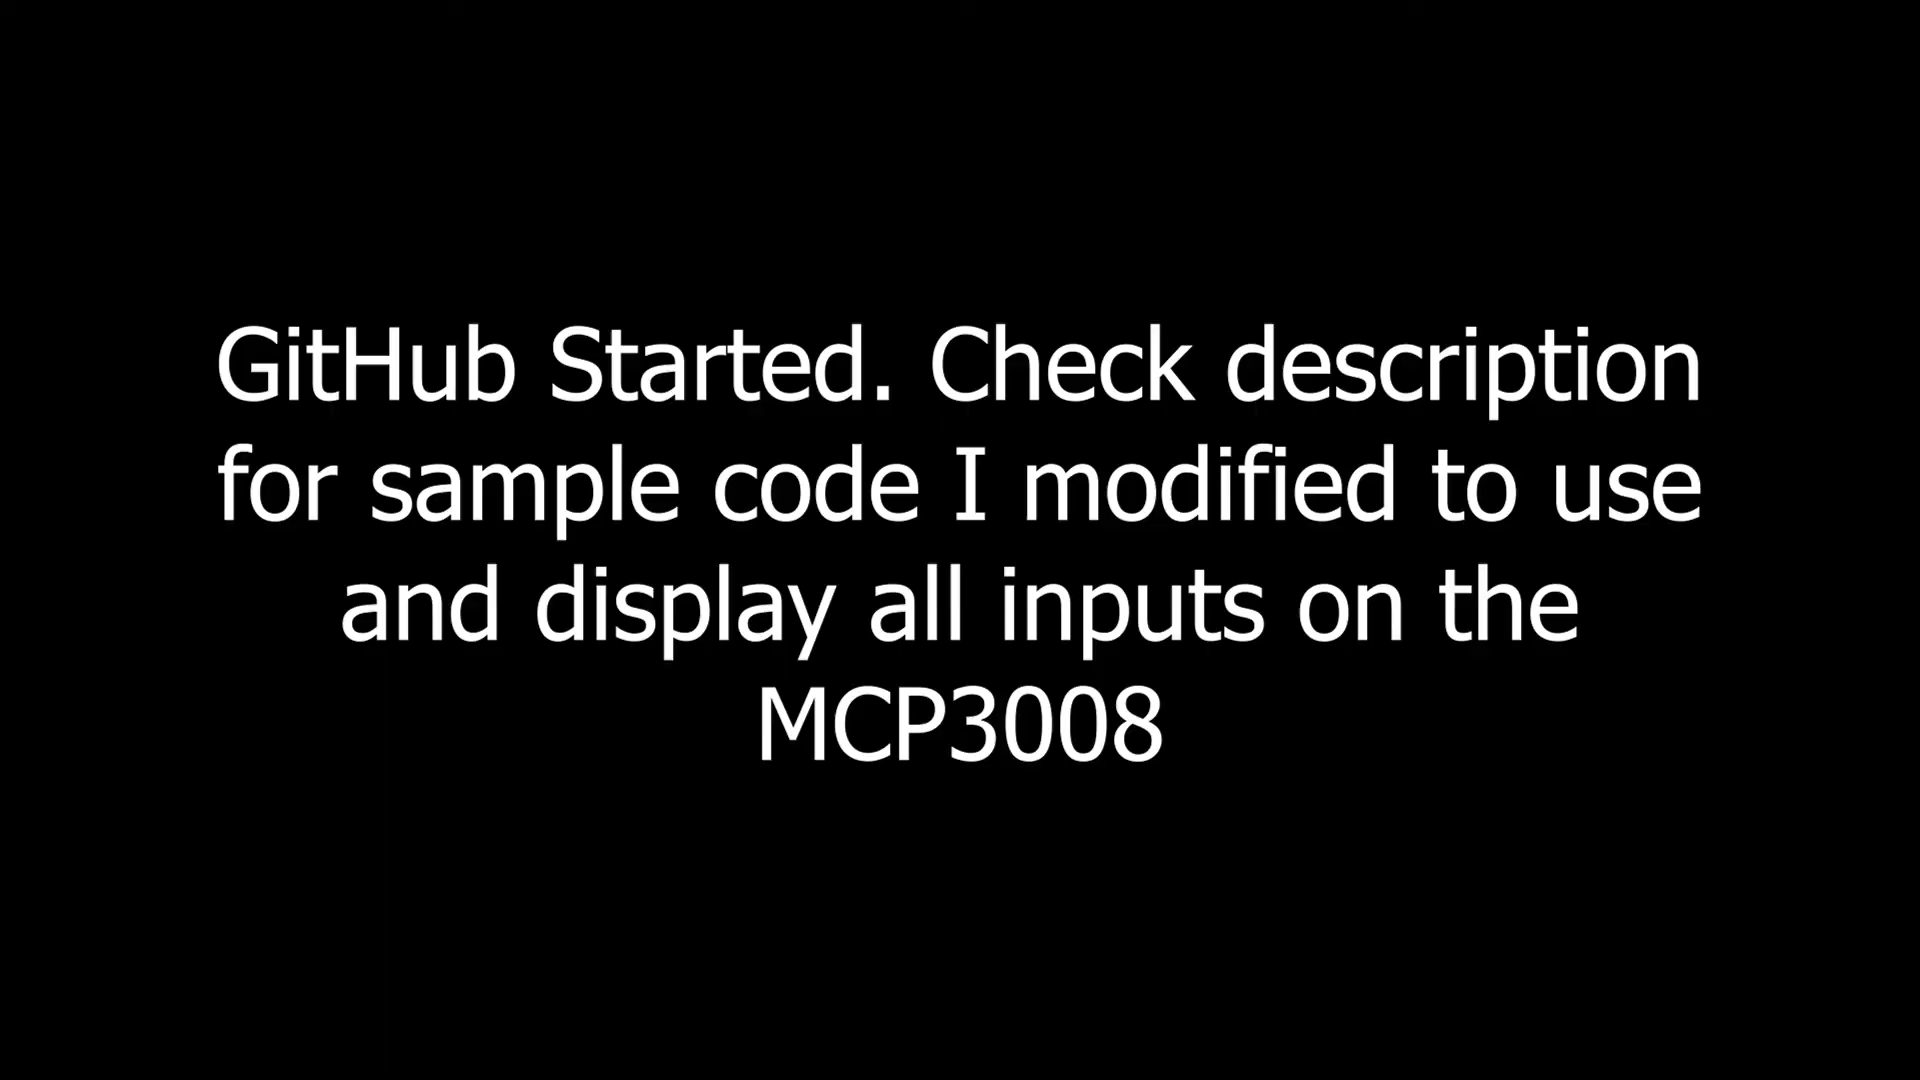 GitHub Started. Check description
for sample code I modified to use
and display all inputs on the
MCP3008